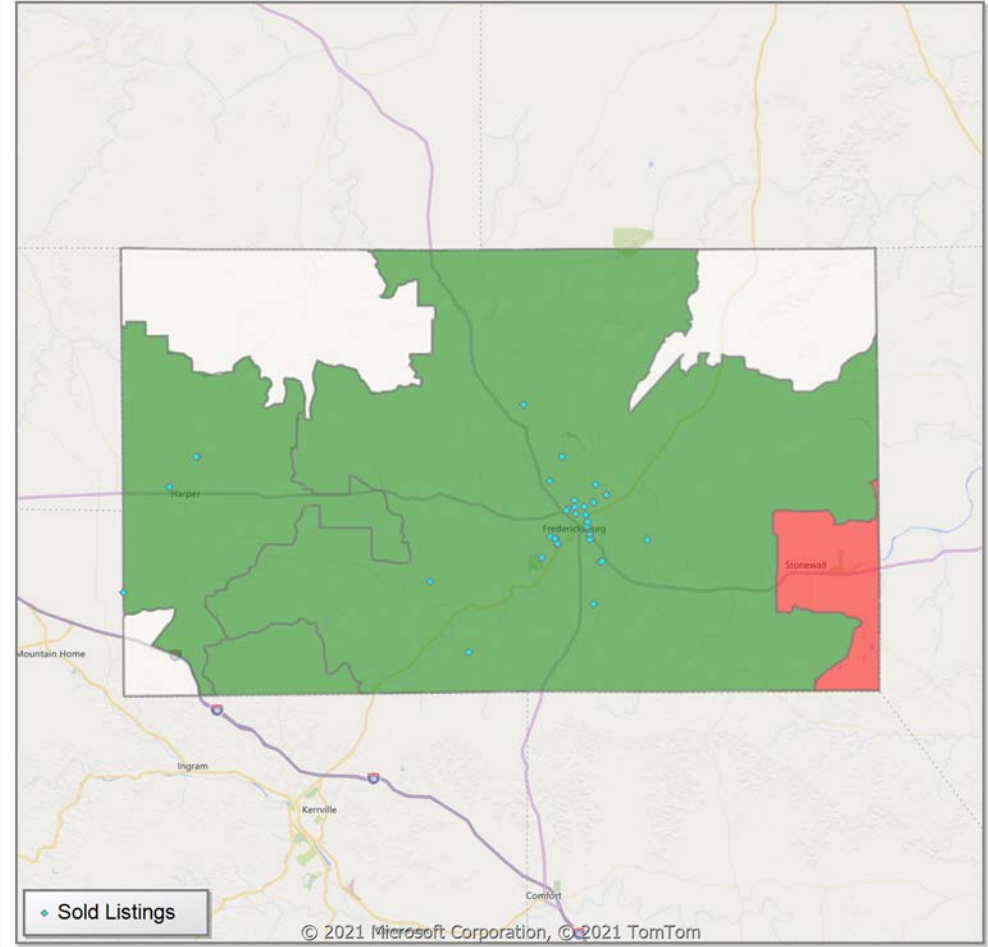 Harper
Fredericksburg
Stonewall
Mountain Home
Ingram
Kerrville
Comfort
Sold Listings
© 2021 Microsoft Corporation, © 2021 TomTom